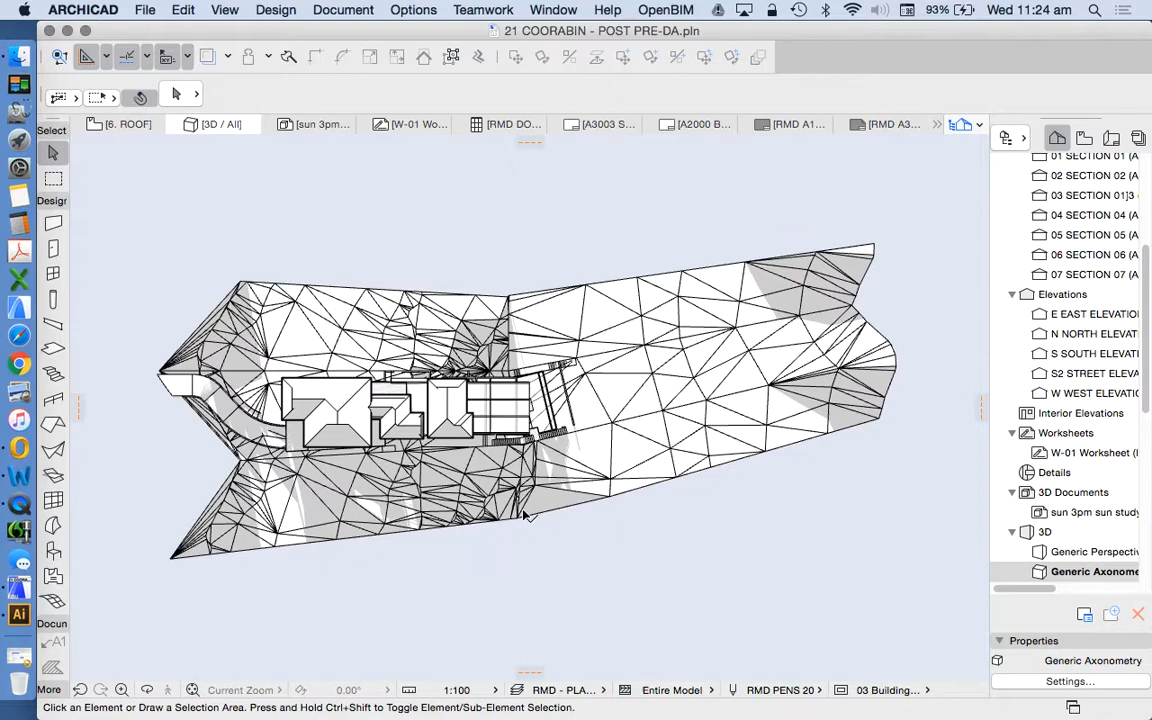 ARCHICAD File Edit View Design Document Options Teamwork Window Help OpenBIM 93% Wed 11:24 am
21 COORABIN - POST PRE-DA.pln
[6. ROOF] [3D / All] [sun 3pm... [W-01 Wo... [RMD DO... [A3003 S... [A2000 B... [RMD A1... [RMD A3...
Select
Desigr
Docun
More
01 SECTION 01 (A
02 SECTION 02 (A
03 SECTION 01)3
04 SECTION 04 (A
05 SECTION 05 (A
06 SECTION 06 (A
07 SECTION 07 (A
Elevations
E EAST ELEVATIO
N NORTH ELEVAT
S SOUTH ELEVAT
S2 STREET ELEVA
W WEST ELEVATIO
Interior Elevations
Worksheets
W-01 Worksheet (I
Details
3D Documents
sun 3pm sun study
3D
Generic Perspectiv
Generic Axonome
Properties
Generic Axonometry
Settings...
Current Zoom 0.00° 1:100 RMD - PLA... Entire Model RMD PENS 20 03 Building...
Click an Element or Draw a Selection Area. Press and Hold Ctrl+Shift to Toggle Element/Sub-Element Selection.